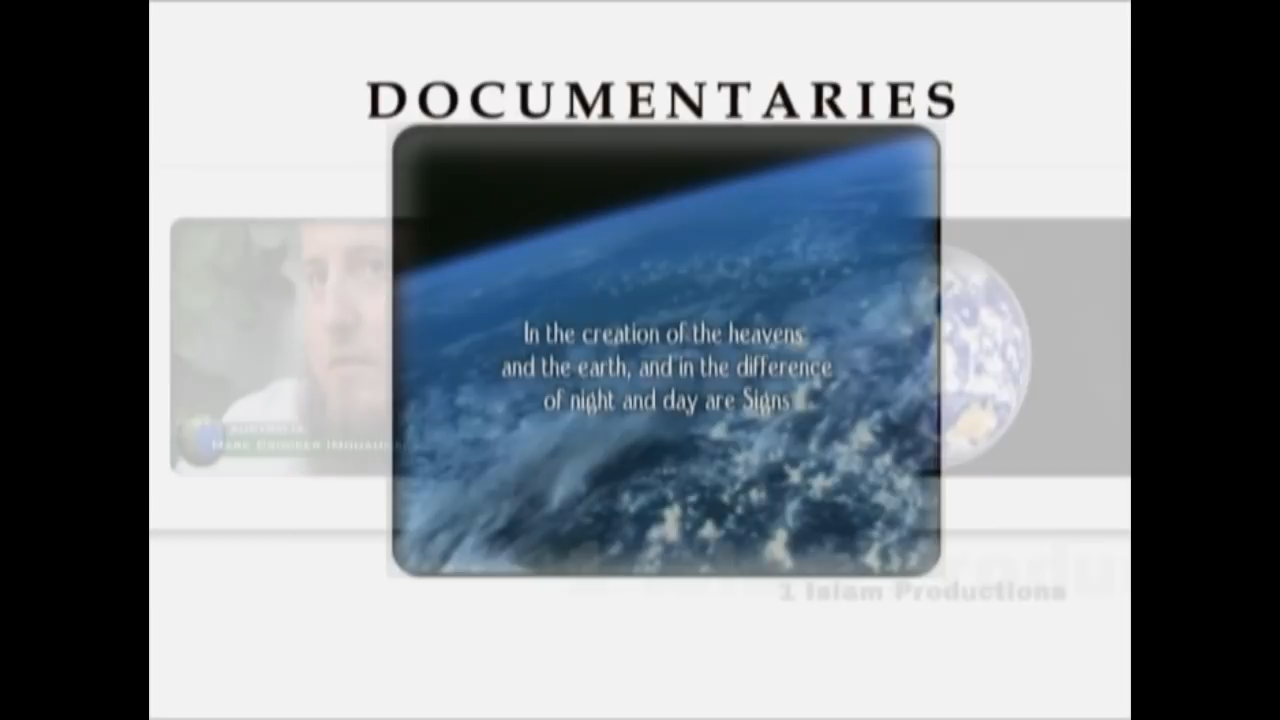 DOCUMENTARIES
In the creation of the heavens
and the earth, and in the difference
of night and day are Signs
AUSTRALIA
1 Islam Productions